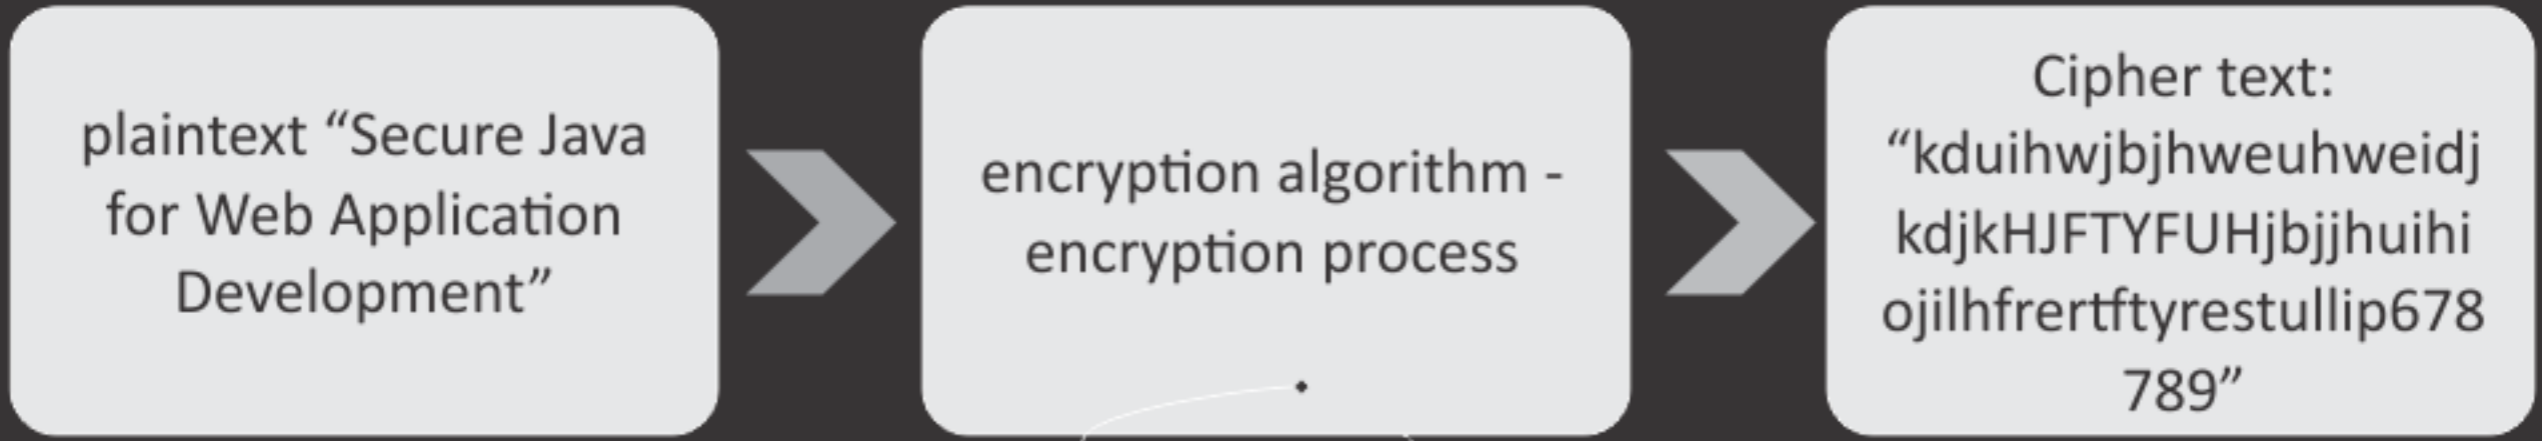 plaintext “Secure Java
for Web Application
Development”
encryption algorithm -
encryption process
Cipher text:
“kduihwjbjhweuhweidj
kdjkHJFTYFUHjbjjhuihi
ojilhfrertftyrestullip678
789”